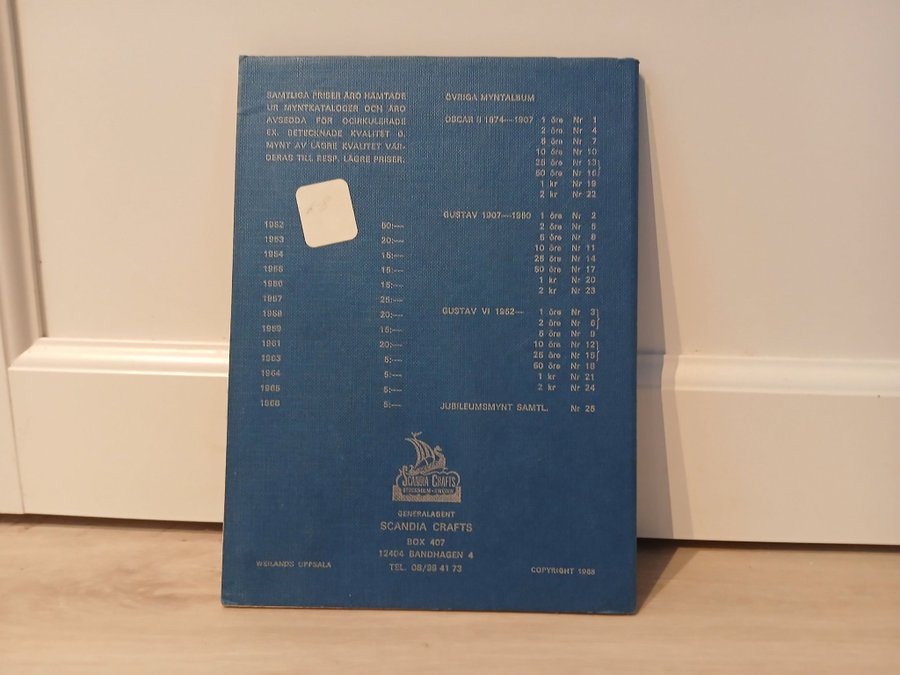 SAMTLIGA PRISER ÄRO HÄMTADE
UR MYNTKATALOGER OCH ÄRO
AVSEDDA FÖR OCIRKULERADE
EX. BETECKNADE KVALITET 0.
MYNT AV LÄGRE KVALITET VÄR-
DERAS TILL RESP. LÄGRE PRISER.
1952 50:—
1953 20:—
1954 15:—
1955 15:—
1956 15:—
1957 25:—
1958 20:—
1959 15:—
1961 20:—
1963 5:—
1964 5:—
1965 5:—
1966 5:—
ÖVRIGA MYNTALBUM
OSCAR II 1874—1907 1 öre Nr 1
2 öre Nr 4
5 öre Nr 7
10 öre Nr 10
25 öre Nr 13
50 öre Nr 16
1 kr Nr 19
2 kr Nr 22
GUSTAV 1907—1950 1 öre Nr 2
2 öre Nr 5
5 öre Nr 8
10 öre Nr 11
25 öre Nr 14
50 öre Nr 17
1 kr Nr 20
2 kr Nr 23
GUSTAV VI 1952— 1 öre Nr 3
2 öre Nr 6
5 öre Nr 9
10 öre Nr 12
25 öre Nr 15
50 öre Nr 18
1 kr Nr 21
2 kr Nr 24
JUBILEUMSMYNT SAMTL. Nr 25
SCANDIA CRAFTS
STOCKHOLM - SWEDEN
GENERALAGENT
SCANDIA CRAFTS
BOX 407
12404 BANDHAGEN 4
TEL. 08/99 41 73
WEILANDS UPPSALA
COPYRIGHT